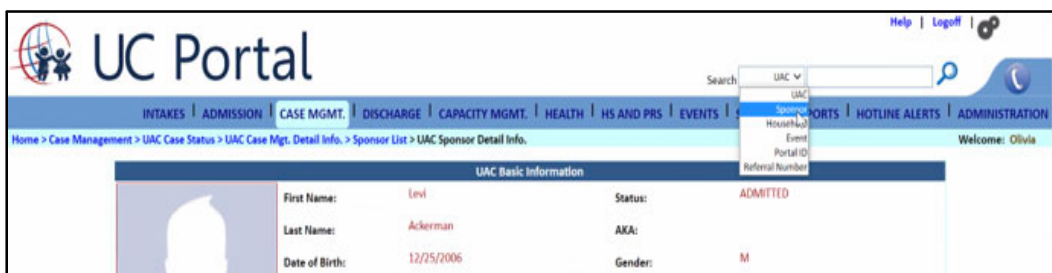 Help | Logoff |
UC Portal
Search UAC
UAC
Sponsor
Household
Event
Portal ID
Referral Number
INTAKES | ADMISSION | CASE MGMT. | DISCHARGE | CAPACITY MGMT. | HEALTH | HS AND PRS | EVENTS | HOTLINE ALERTS | ADMINISTRATION
Home > Case Management > UAC Case Status > UAC Case Mgt. Detail Info. > Sponsor List > UAC Sponsor Detail Info. Welcome: Olivia
UAC Basic Information
First Name: Levi Status: ADMITTED
Last Name: Ackerman AKA:
Date of Birth: 12/25/2006 Gender: M